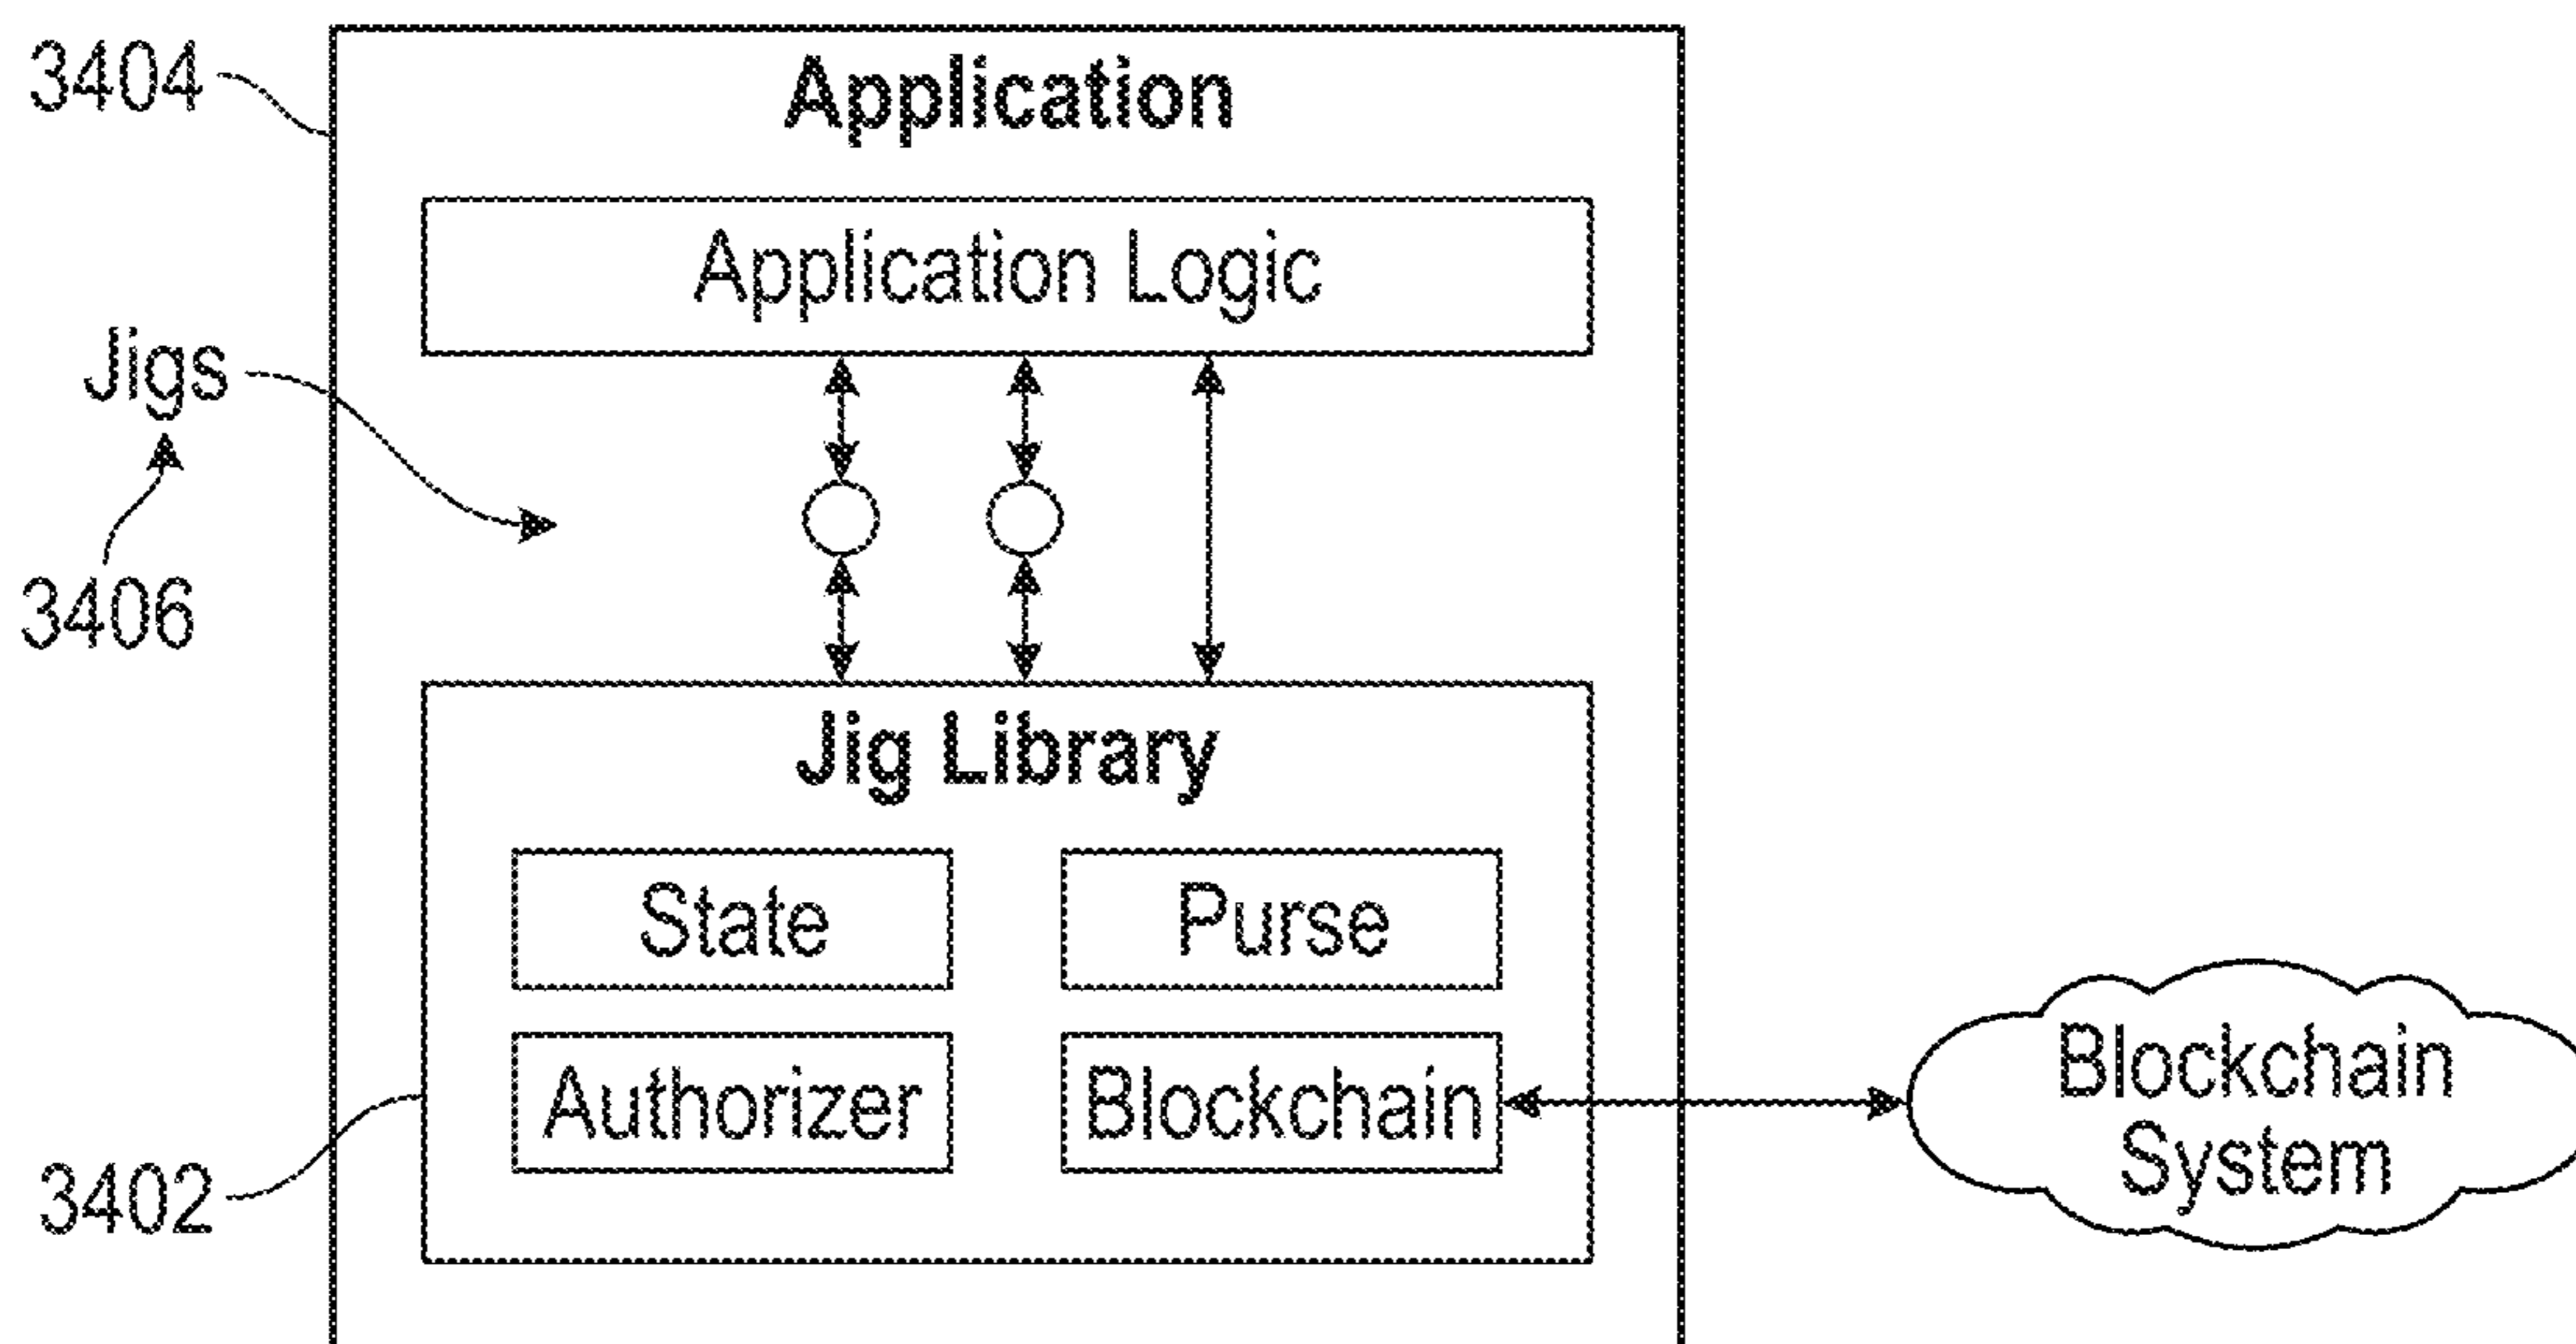 3404
Application
Application Logic
Jigs
3406
Jig Library
State
Purse
Authorizer
Blockchain
3402
Blockchain
System